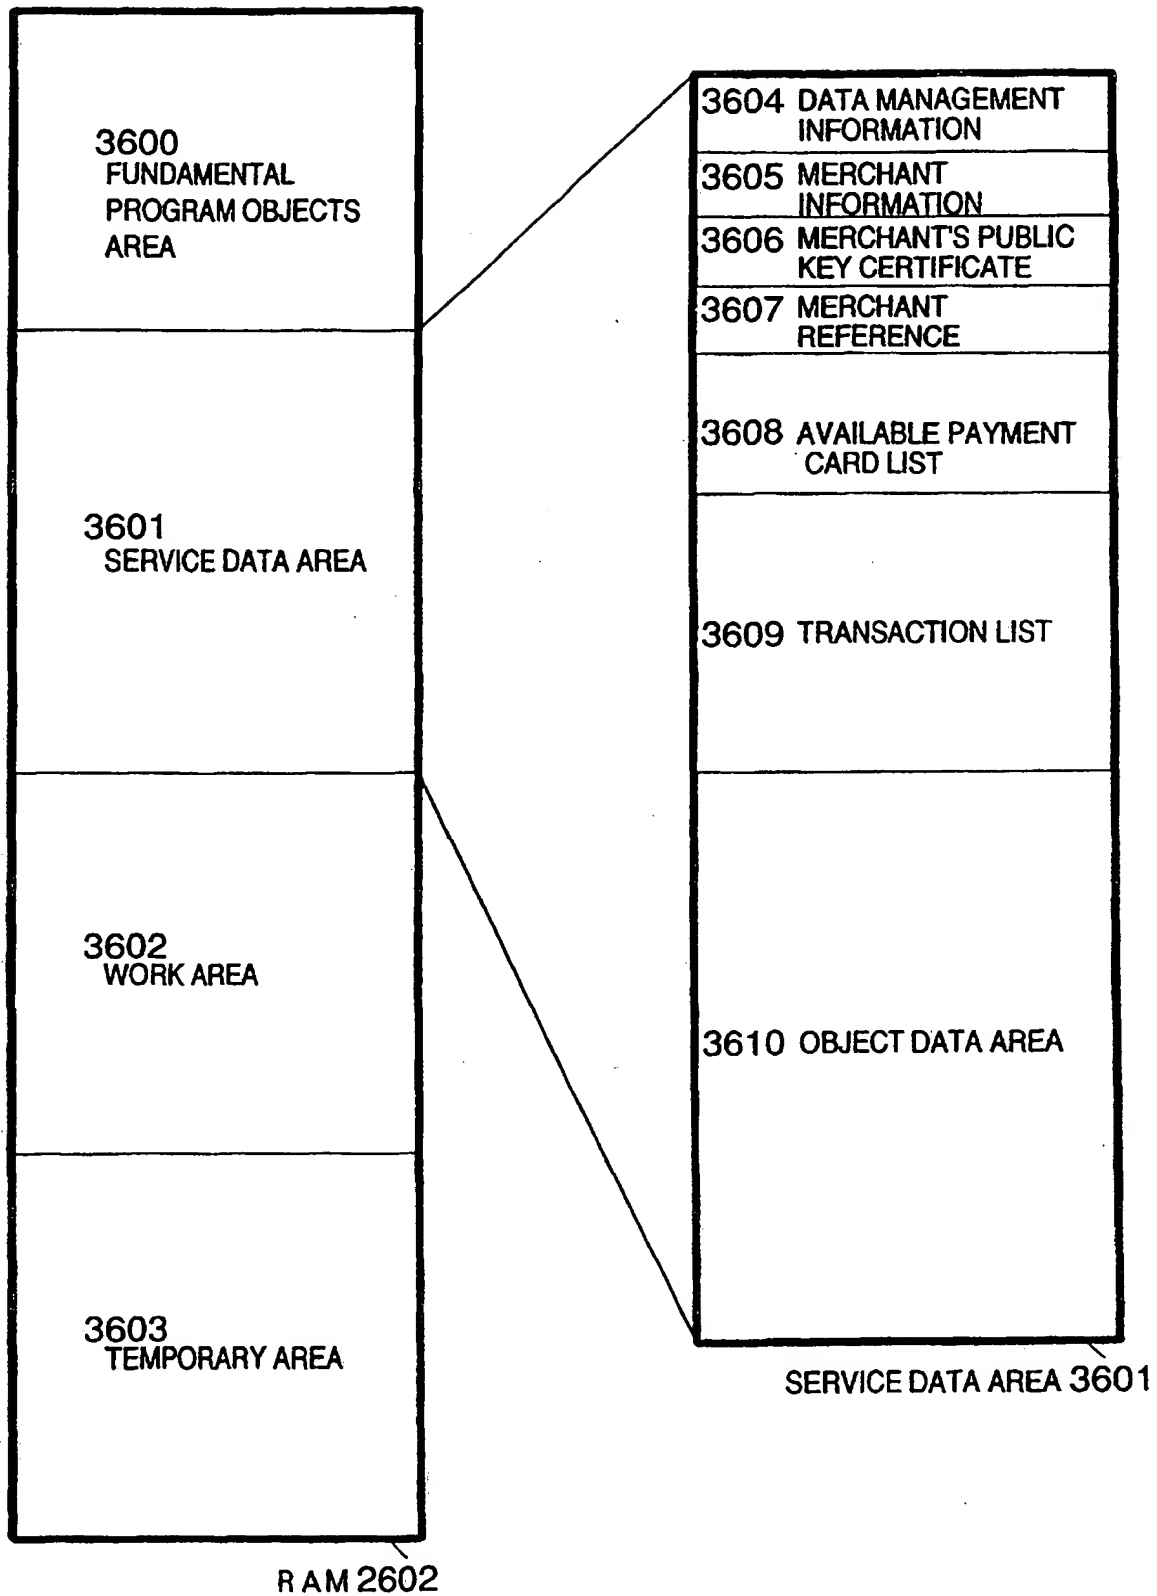 3600
FUNDAMENTAL
PROGRAM OBJECTS
AREA
3601
SERVICE DATA AREA
3602
WORK AREA
3603
TEMPORARY AREA
RAM 2602
3604 DATA MANAGEMENT
INFORMATION
3605 MERCHANT
INFORMATION
3606 MERCHANT'S PUBLIC
KEY CERTIFICATE
3607 MERCHANT
REFERENCE
3608 AVAILABLE PAYMENT
CARD LIST
3609 TRANSACTION LIST
3610 OBJECT DATA AREA
SERVICE DATA AREA 3601